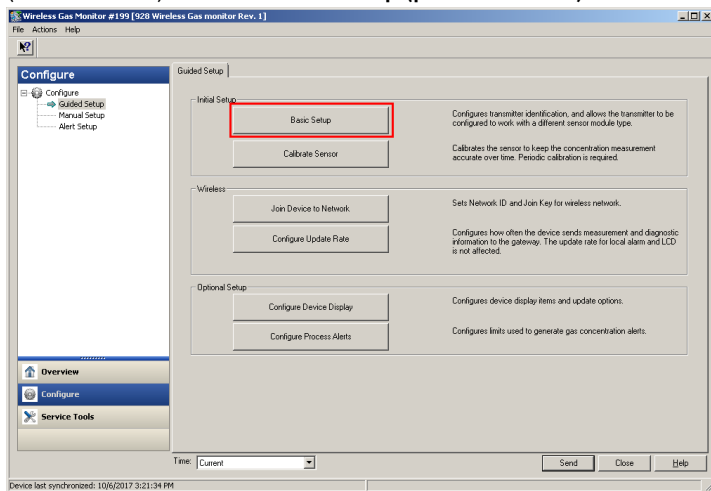 Wireless Gas Monitor #199 [928 Wireless Gas monitor Rev. 1]
File Actions Help
Configure
Configure
Guided Setup
Manual Setup
Alert Setup
Overview
Configure
Service Tools
Guided Setup
Initial Setup
Basic Setup
Configures transmitter identification, and allows the transmitter to be
configured to work with a different sensor module type.
Calibrate Sensor
Calibrates the sensor to keep the concentration measurement
accurate over time. Periodic calibration is required.
Wireless
Join Device to Network
Sets Network ID and Join Key for wireless network.
Configure Update Rate
Configures how often the device sends measurement and diagnostic
information to the gateway. The update rate for local alarm and LCD
is not affected.
Optional Setup
Configure Device Display
Configures device display items and update options.
Configure Process Alerts
Configures limits used to generate gas concentration alerts.
Time: Current
Send Close Help
Device last synchronized: 10/6/2017 3:21:34 PM